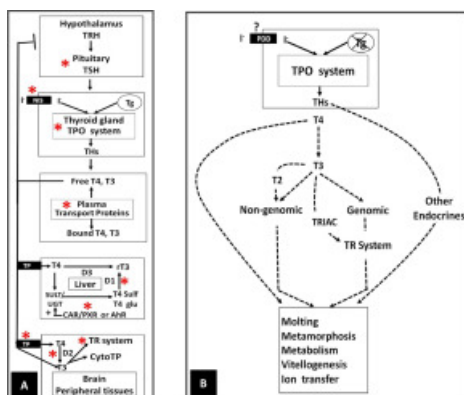 Hypothalamus
TRH
Pituitary
TSH
I-
I-
Tg
Thyroid gland
TPO system
THs
Free T4, T3
Plasma
Transport Proteins
Bound T4, T3
TP
T4
rT3
D3
Liver
D1
SULT/
UGT
T4 Sulf
T4 glu
CAR/PXR or AhR
TP
T4
D2
TR system
T3
CytoTP
Brain
Peripheral tissues
A
?
I-
I-
Tg
TPO system
THs
T4
T3
T2
Non-genomic
Genomic
TRIAC
TR System
Other
Endocrines
Molting
Metamorphosis
Metabolism
Vitellogenesis
Ion transfer
B